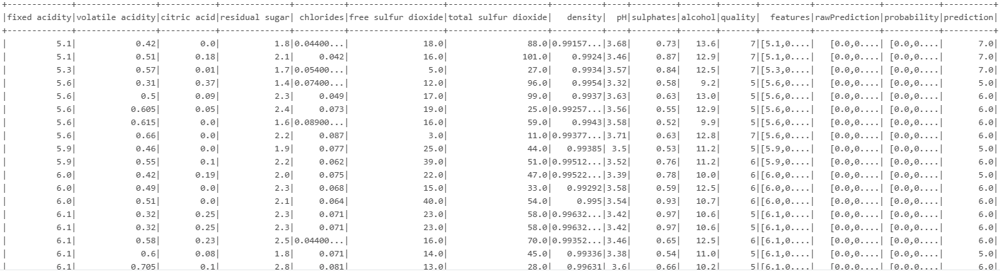 +-------------+----------------+-----------+--------------+----------+-------------------+--------------------+----------+----+---------+-------+-------+----------+-------------+-----------+----------+
|fixed acidity|volatile acidity|citric acid|residual sugar| chlorides|free sulfur dioxide|total sulfur dioxide|   density|  pH|sulphates|alcohol|quality|  features|rawPrediction|probability|prediction|
+-------------+----------------+-----------+--------------+----------+-------------------+--------------------+----------+----+---------+-------+-------+----------+-------------+-----------+----------+
|          5.1|            0.42|        0.0|           1.8|0.04400...|               18.0|                88.0|0.99157...|3.68|     0.73|   13.6|      7|[5.1,0....| [0.0,0....| [0.0,0....|       7.0|
|          5.1|            0.51|       0.18|           2.1|     0.042|               16.0|               101.0|    0.9924|3.46|     0.87|   12.9|      7|[5.1,0....| [0.0,0....| [0.0,0....|       7.0|
|          5.3|            0.57|       0.01|           1.7|0.05400...|                5.0|                27.0|    0.9934|3.57|     0.84|   12.5|      7|[5.3,0....| [0.0,0....| [0.0,0....|       7.0|
|          5.6|            0.31|       0.37|           1.4|0.07400...|               12.0|                96.0|    0.9954|3.32|     0.58|    9.2|      5|[5.6,0....| [0.0,0....| [0.0,0....|       5.0|
|          5.6|             0.5|       0.09|           2.3|     0.049|               17.0|                99.0|    0.9937|3.63|     0.63|   13.0|      5|[5.6,0....| [0.0,0....| [0.0,0....|       6.0|
|          5.6|           0.605|       0.05|           2.4|     0.073|               19.0|                25.0|0.99257...|3.56|     0.55|   12.9|      5|[5.6,0....| [0.0,0....| [0.0,0....|       6.0|
|          5.6|           0.615|        0.0|           1.6|0.08900...|               16.0|                59.0|    0.9943|3.58|     0.52|    9.9|      5|[5.6,0....| [0.0,0....| [0.0,0....|       6.0|
|          5.6|            0.66|        0.0|           2.2|     0.087|                3.0|                11.0|0.99377...|3.71|     0.63|   12.8|      7|[5.6,0....| [0.0,0....| [0.0,0....|       6.0|
|          5.9|            0.46|        0.0|           1.9|     0.077|               25.0|                44.0|   0.99385| 3.5|     0.53|   11.2|      5|[5.9,0....| [0.0,0....| [0.0,0....|       5.0|
|          5.9|            0.55|        0.1|           2.2|     0.062|               39.0|                51.0|0.99512...|3.52|     0.76|   11.2|      6|[5.9,0....| [0.0,0....| [0.0,0....|       6.0|
|          6.0|            0.42|       0.19|           2.0|     0.075|               22.0|                47.0|0.99522...|3.39|     0.78|   10.0|      6|[6.0,0....| [0.0,0....| [0.0,0....|       5.0|
|          6.0|            0.49|        0.0|           2.3|     0.068|               15.0|                33.0|   0.99292|3.58|     0.59|   12.5|      6|[6.0,0....| [0.0,0....| [0.0,0....|       6.0|
|          6.0|            0.51|        0.0|           2.1|     0.064|               40.0|                54.0|     0.995|3.54|     0.93|   10.7|      6|[6.0,0....| [0.0,0....| [0.0,0....|       6.0|
|          6.1|            0.32|       0.25|           2.3|     0.071|               23.0|                58.0|0.99632...|3.42|     0.97|   10.6|      5|[6.1,0....| [0.0,0....| [0.0,0....|       6.0|
|          6.1|            0.32|       0.25|           2.3|     0.071|               23.0|                58.0|0.99632...|3.42|     0.97|   10.6|      5|[6.1,0....| [0.0,0....| [0.0,0....|       6.0|
|          6.1|            0.58|       0.23|           2.5|0.04400...|               16.0|                70.0|0.99352...|3.46|     0.65|   12.5|      6|[6.1,0....| [0.0,0....| [0.0,0....|       6.0|
|          6.1|             0.6|       0.08|           1.8|     0.071|               14.0|                45.0|   0.99336|3.38|     0.54|   11.0|      5|[6.1,0....| [0.0,0....| [0.0,0....|       5.0|
|          6.1|           0.705|        0.1|           2.8|     0.081|               13.0|                28.0|   0.99631| 3.6|     0.66|   10.2|      5|[6.1,0....| [0.0,0....| [0.0,0....|       6.0|